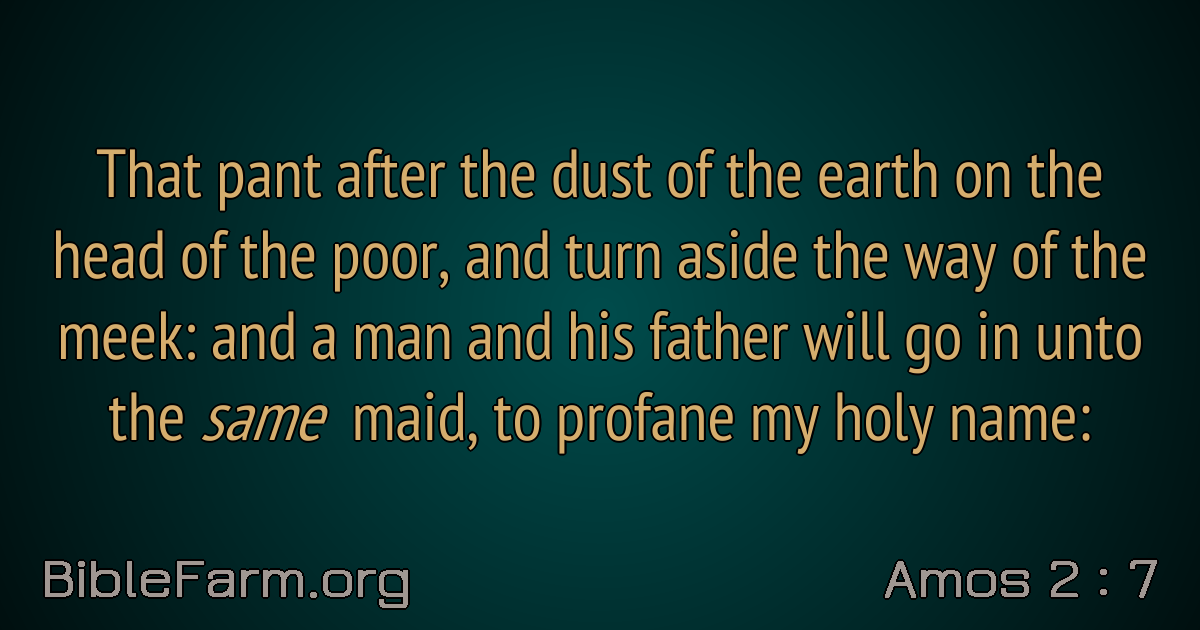 That pant after the dust of the earth on the
head of the poor, and turn aside the way of the
meek: and a man and his father will go in unto
the same maid, to profane my holy name:
BibleFarm.org
Amos 2 : 7